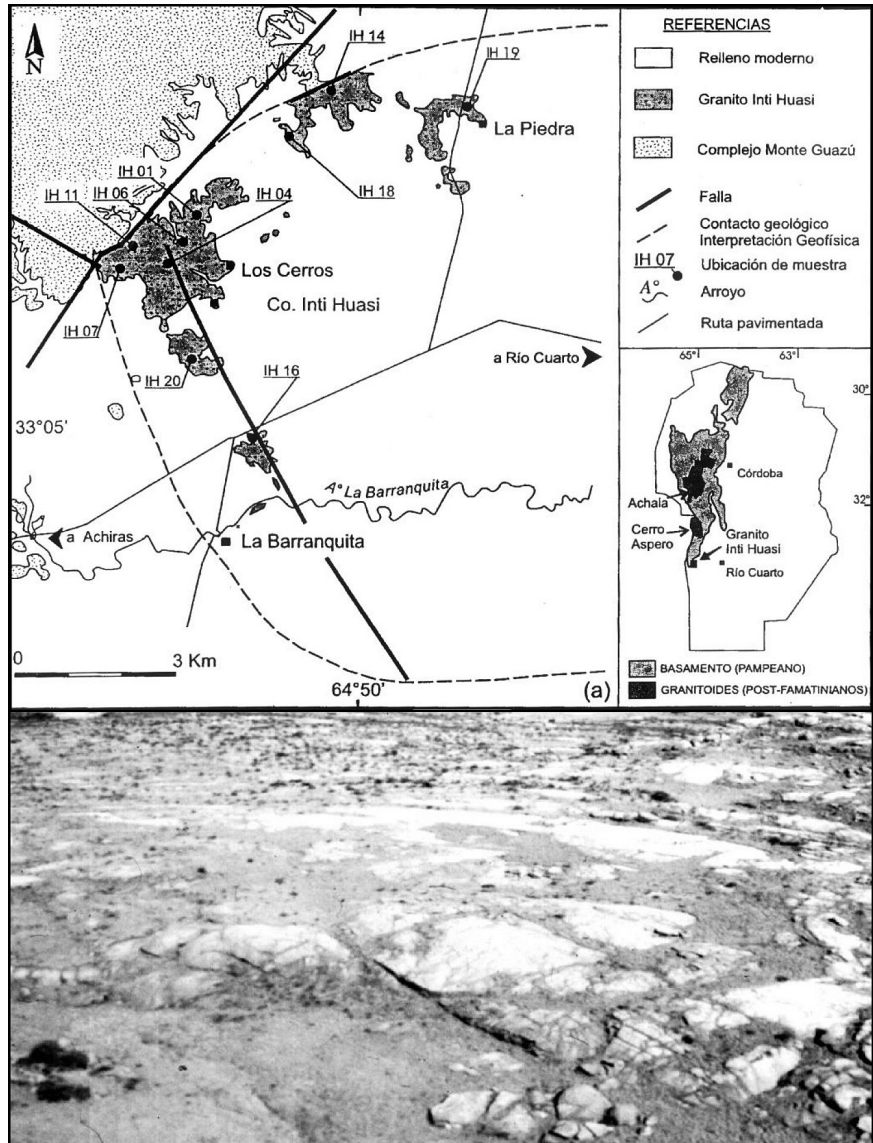 N
IH 14
IH 19
La Piedra
IH 18
IH 01
IH 06
IH 04
IH 11
Los Cerros
Co. Inti Huasi
IH 07
IH 20
IH 16
a Río Cuarto
33°05'
A° La Barranquita
a Achiras
La Barranquita
0
3 Km
64°50'
(a)
REFERENCIAS
Relleno moderno
Granito Inti Huasi
Complejo Monte Guazú
Falla
Contacto geológico
Interpretación Geofísica
IH 07
Ubicación de muestra
A°
Arroyo
Ruta pavimentada
65°
63°
30°
Córdoba
Achala
32°
Cerro
Aspero
Granito
Inti Huasi
Río Cuarto
BASAMENTO (PAMPEANO)
GRANITOIDES (POST-FAMATINIANOS)